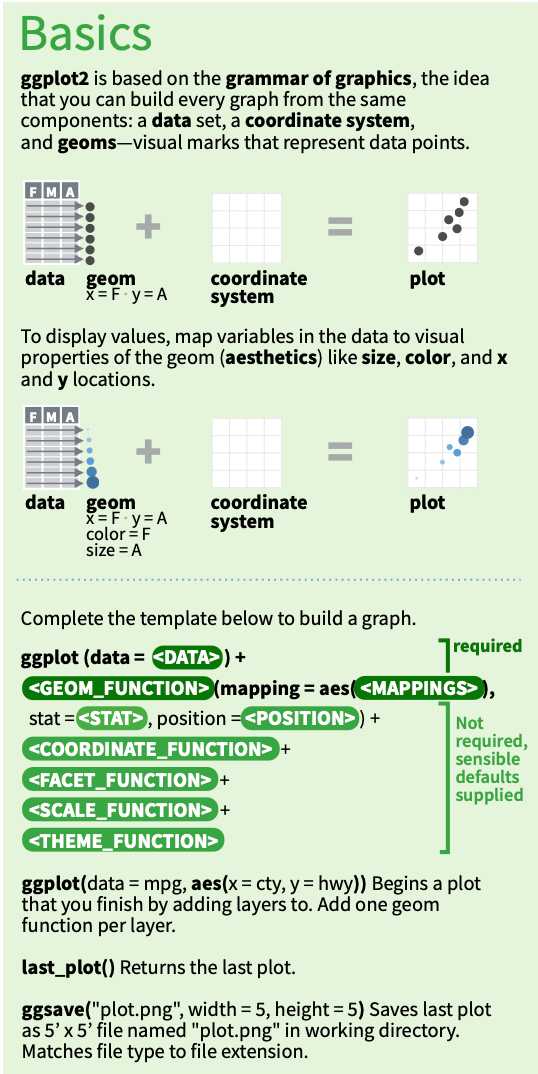 Basics
ggplot2 is based on the grammar of graphics, the idea
that you can build every graph from the same
components: a data set, a coordinate system,
and geoms—visual marks that represent data points.
F M A
data geom
x = F · y = A
+
coordinate
system
=
plot
To display values, map variables in the data to visual
properties of the geom (aesthetics) like size, color, and x
and y locations.
F M A
data geom
x = F · y = A
color = F
size = A
+
coordinate
system
=
plot
Complete the template below to build a graph.
required
ggplot (data = <DATA>) +
<GEOM_FUNCTION>(mapping = aes(<MAPPINGS>),
stat = <STAT>, position = <POSITION>) +
<COORDINATE_FUNCTION> +
<FACET_FUNCTION> +
<SCALE_FUNCTION> +
<THEME_FUNCTION>
Not
required,
sensible
defaults
supplied
ggplot(data = mpg, aes(x = cty, y = hwy)) Begins a plot
that you finish by adding layers to. Add one geom
function per layer.
last_plot() Returns the last plot.
ggsave("plot.png", width = 5, height = 5) Saves last plot
as 5’ x 5’ file named "plot.png" in working directory.
Matches file type to file extension.